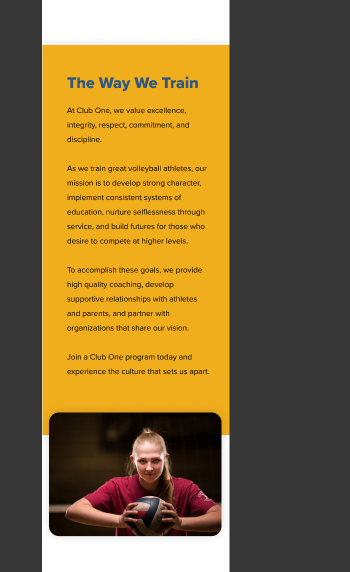 The Way We Train
At Club One, we value excellence,
integrity, respect, commitment, and
discipline.
As we train great volleyball athletes, our
mission is to develop strong character,
implement consistent systems of
education, nurture selflessness through
service, and build futures for those who
desire to compete at higher levels.
To accomplish these goals, we provide
high quality coaching, develop
supportive relationships with athletes
and parents, and partner with
organizations that share our vision.
Join a Club One program today and
experience the culture that sets us apart.